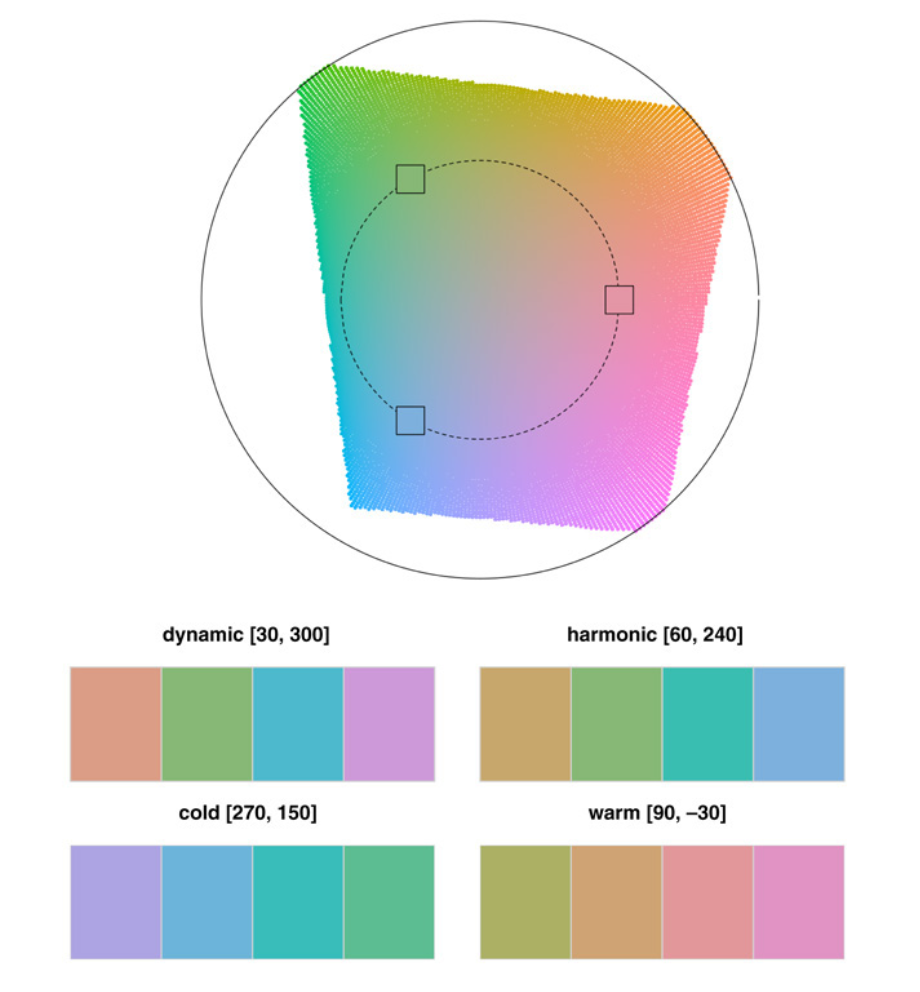 dynamic [30, 300]
harmonic [60, 240]
cold [270, 150]
warm [90, –30]